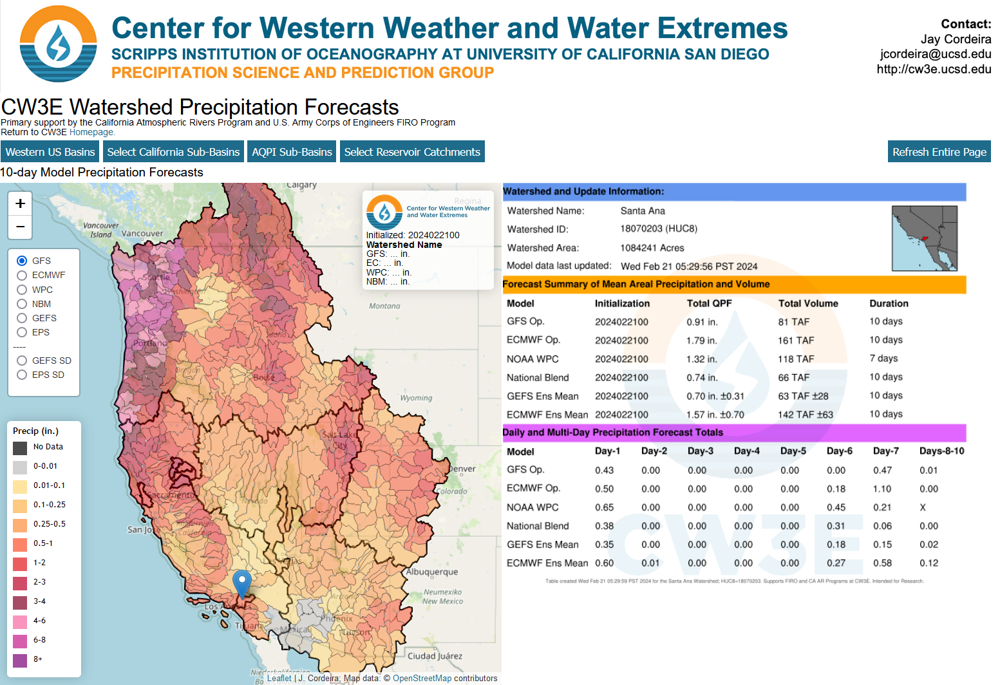 Center for Western Weather and Water Extremes
SCRIPPS INSTITUTION OF OCEANOGRAPHY AT UNIVERSITY OF CALIFORNIA SAN DIEGO
PRECIPITATION SCIENCE AND PREDICTION GROUP
Contact:
Jay Cordeira
jcordeira@ucsd.edu
http://cw3e.ucsd.edu
CW3E Watershed Precipitation Forecasts
Primary support by the California Atmospheric Rivers Program and U.S. Army Corps of Engineers FIRO Program
Return to CW3E Homepage.
Western US Basins Select California Sub-Basins AQPI Sub-Basins Select Reservoir Catchments Refresh Entire Page
10-day Model Precipitation Forecasts
+
−
GFS
ECMWF
WPC
NBM
GEFS
EPS
----
GEFS SD
EPS SD
Precip (in.)
No Data
0-0.01
0.01-0.1
0.1-0.25
0.25-0.5
0.5-1
1-2
2-3
3-4
4-6
6-8
8+
Calgary
Regina
Vancouver
Island
Vancouver
Seattle
Washington
Montana
Portland
Idaho
Oregon
Boise
Wyoming
Salt Lake
City
Denver
Colorado
Nevada
Sacramento
San Jose
Kalifornien
California
Las Vegas
Albuquerque
Neumexiko
New Mexico
Los Angeles
Arizona
Phoenix
Tijuana
Mexicali
Tucson
Ciudad Juárez
Niederkalifornien
Baja California
Center for Western Weather
and Water Extremes
Initialized: 2024022100
Watershed Name
GFS: ... in.
EC: ... in.
WPC: ... in.
NBM: ... in.
Leaflet | J. Cordeira; Map data: © OpenStreetMap contributors
Watershed and Update Information:
Watershed Name: Santa Ana
Watershed ID: 18070203 (HUC8)
Watershed Area: 1084241 Acres
Model data last updated: Wed Feb 21 05:29:56 PST 2024
Forecast Summary of Mean Areal Precipitation and Volume
Model Initialization Total QPF Total Volume Duration
GFS Op. 2024022100 0.91 in. 81 TAF 10 days
ECMWF Op. 2024022100 1.79 in. 161 TAF 10 days
NOAA WPC 2024022100 1.32 in. 118 TAF 7 days
National Blend 2024022100 0.74 in. 66 TAF 10 days
GEFS Ens Mean 2024022100 0.70 in. ±0.31 63 TAF ±28 10 days
ECMWF Ens Mean 2024022100 1.57 in. ±0.70 142 TAF ±63 10 days
Daily and Multi-Day Precipitation Forecast Totals
Model Day-1 Day-2 Day-3 Day-4 Day-5 Day-6 Day-7 Days-8-10
GFS Op. 0.43 0.00 0.00 0.00 0.00 0.00 0.47 0.01
ECMWF Op. 0.50 0.00 0.00 0.00 0.00 0.18 1.10 0.00
NOAA WPC 0.65 0.00 0.00 0.00 0.00 0.45 0.21 X
National Blend 0.38 0.00 0.00 0.00 0.00 0.31 0.06 0.00
GEFS Ens Mean 0.35 0.00 0.00 0.00 0.00 0.18 0.15 0.02
ECMWF Ens Mean 0.60 0.01 0.00 0.00 0.00 0.27 0.58 0.12
CW3E
Table created Wed Feb 21 05:29:59 PST 2024 for the Santa Ana Watershed; HUC8=18070203. Supports FIRO and CA AR Programs at CW3E. Intended for Research.